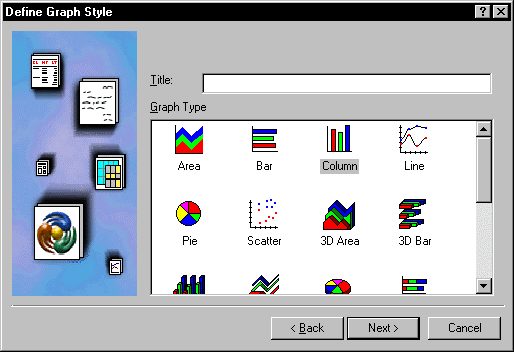 Define Graph Style
Title:
Graph Type
Area Bar Column Line
Pie Scatter 3D Area 3D Bar
< Back Next > Cancel